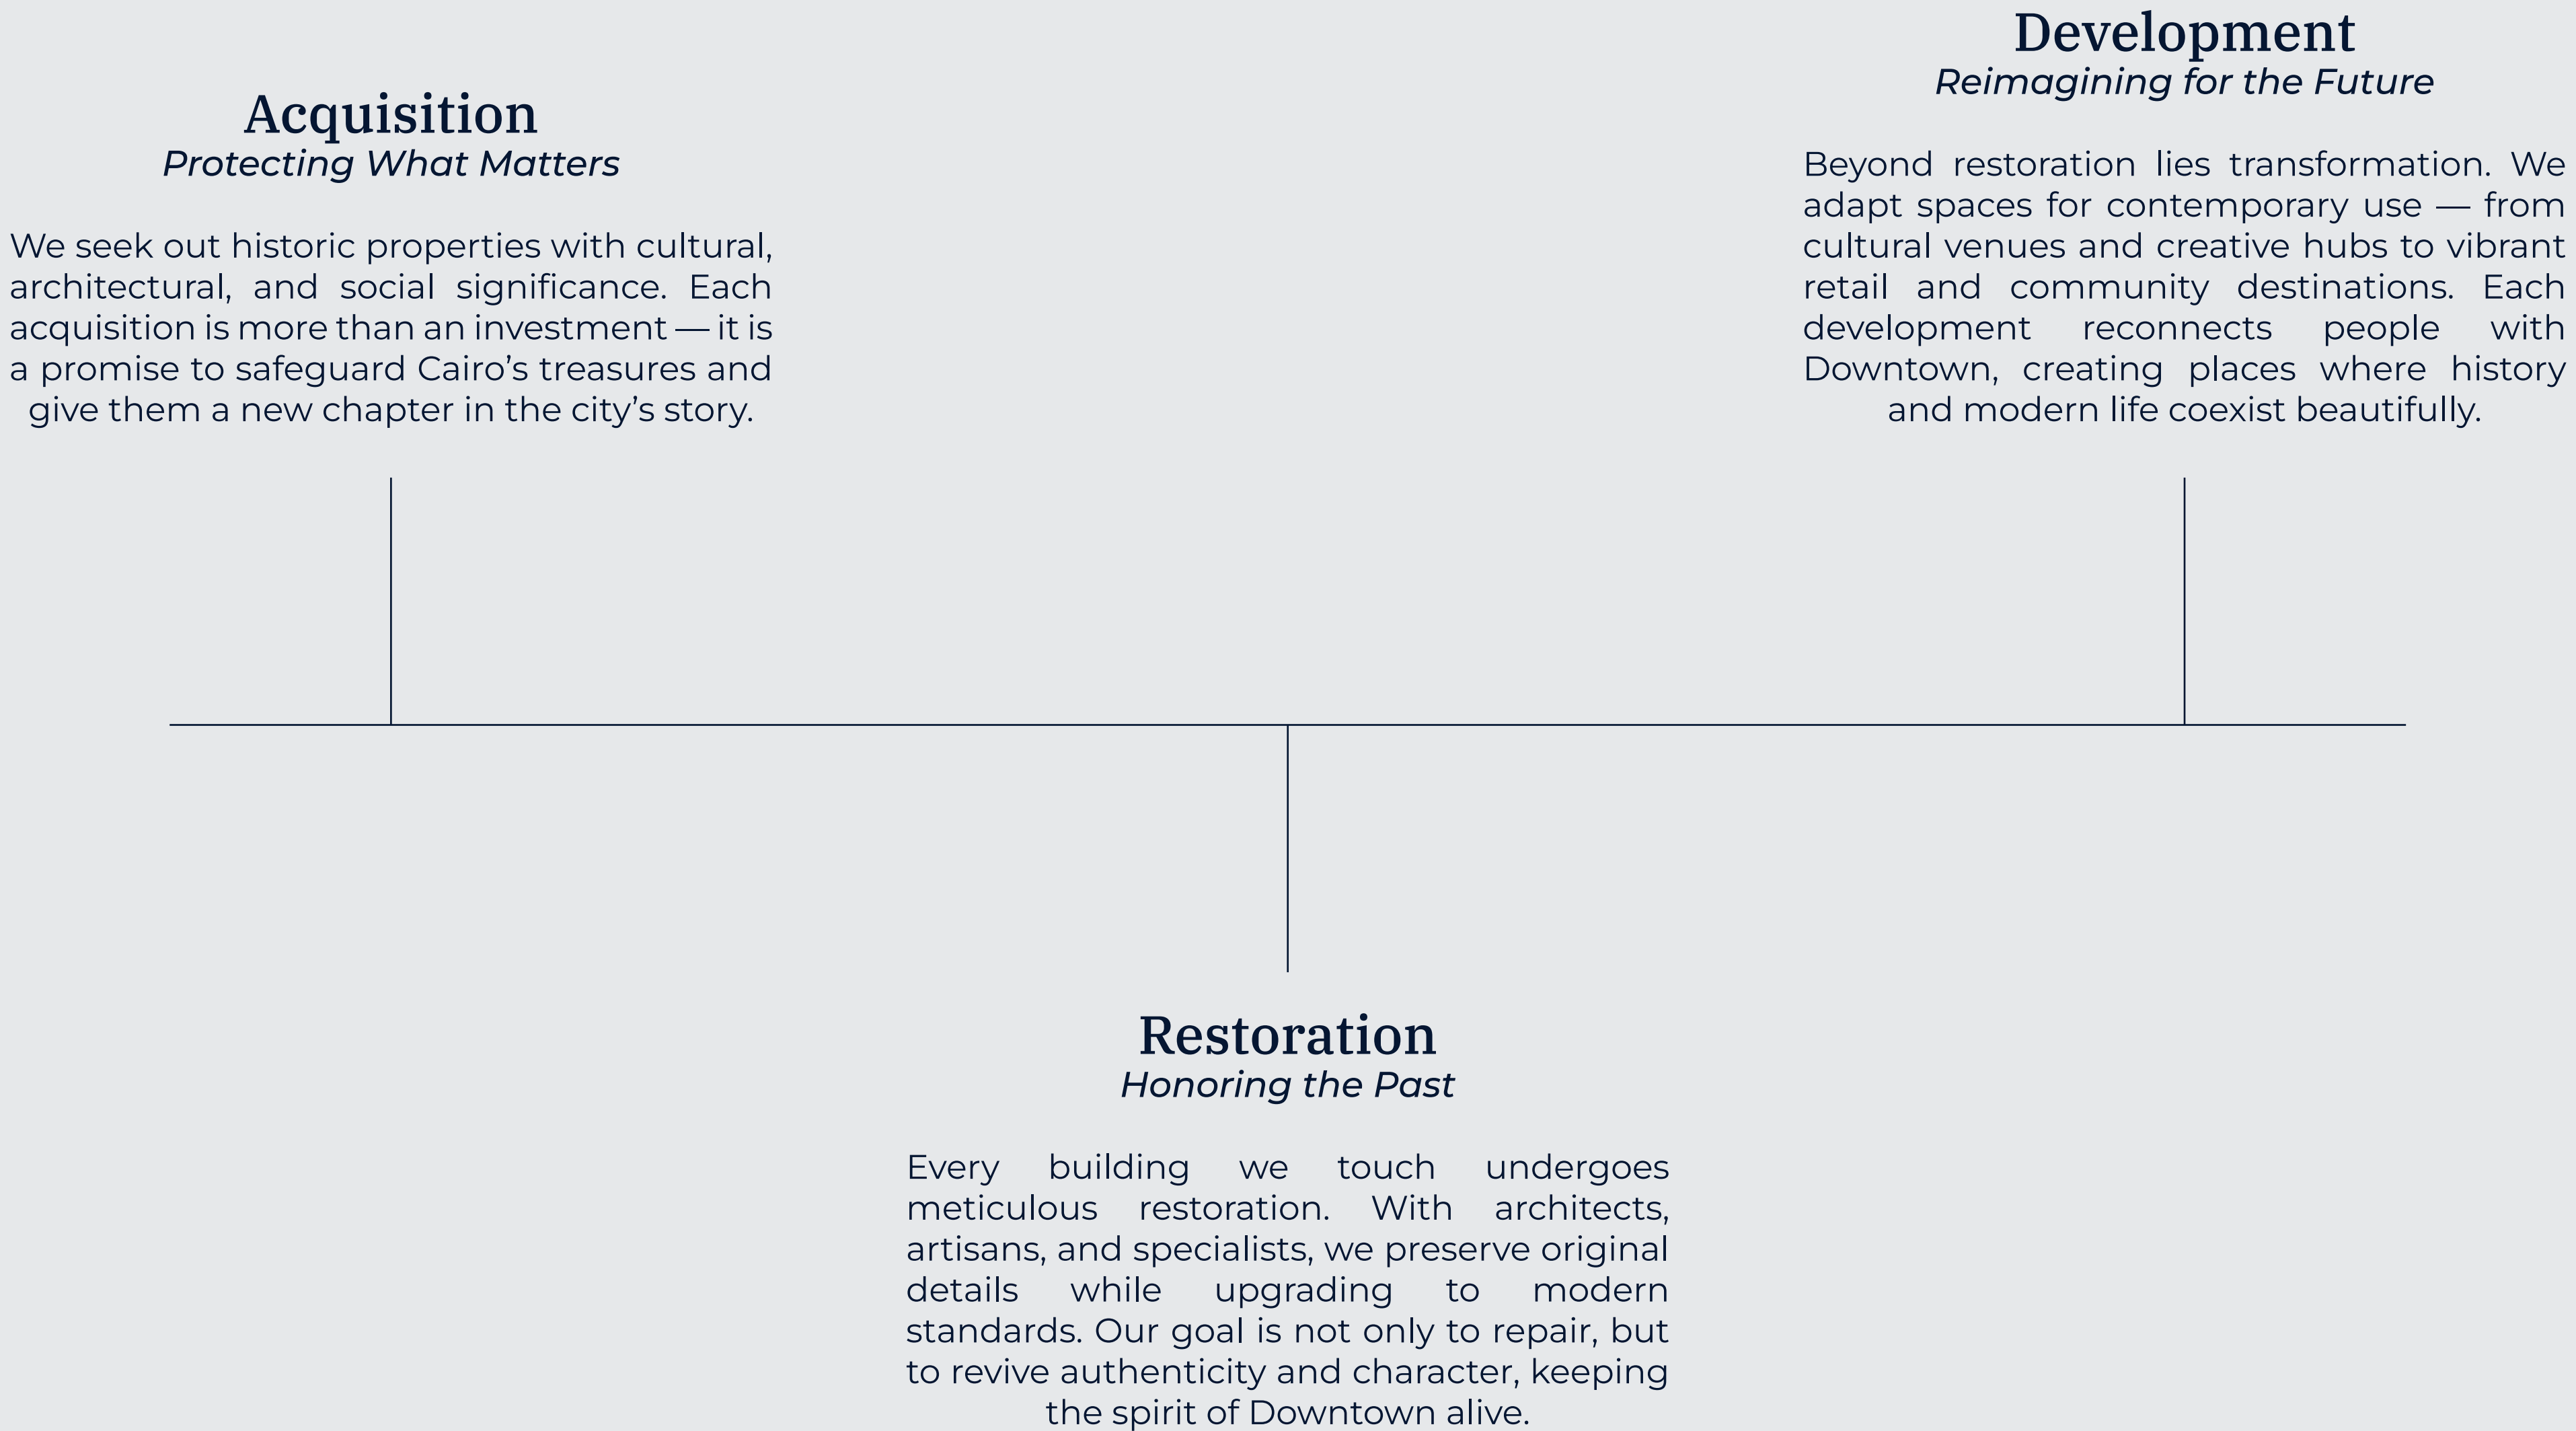 Acquisition
Protecting What Matters
We seek out historic properties with cultural,
architectural, and social significance. Each
acquisition is more than an investment — it is
a promise to safeguard Cairo’s treasures and
give them a new chapter in the city’s story.
Restoration
Honoring the Past
Every building we touch undergoes
meticulous restoration. With architects,
artisans, and specialists, we preserve original
details while upgrading to modern
standards. Our goal is not only to repair, but
to revive authenticity and character, keeping
the spirit of Downtown alive.
Development
Reimagining for the Future
Beyond restoration lies transformation. We
adapt spaces for contemporary use — from
cultural venues and creative hubs to vibrant
retail and community destinations. Each
development reconnects people with
Downtown, creating places where history
and modern life coexist beautifully.